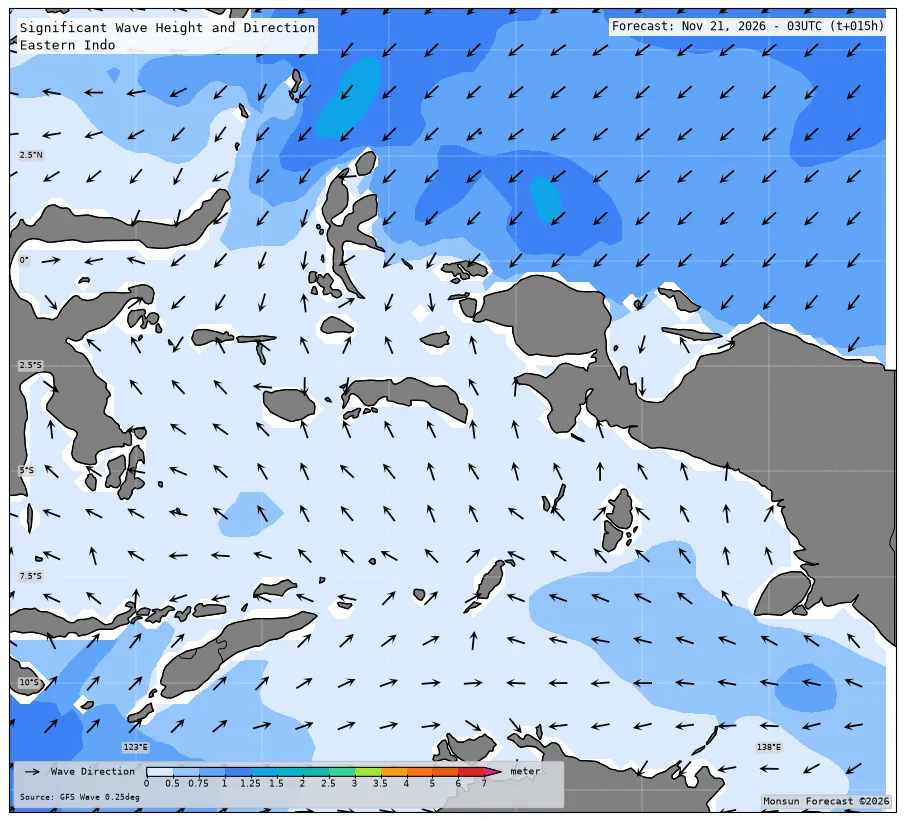 Significant Wave Height and Direction
Eastern Indo
Forecast: Nov 21, 2026 - 03UTC (t+015h)
2.5°N
0°
2.5°S
5°S
7.5°S
10°S
123°E
138°E
Wave Direction
meter
0 0.5 0.75 1 1.25 1.5 2 2.5 3 3.5 4 5 6 7
Source: GFS Wave 0.25deg
Monsun Forecast ©2026